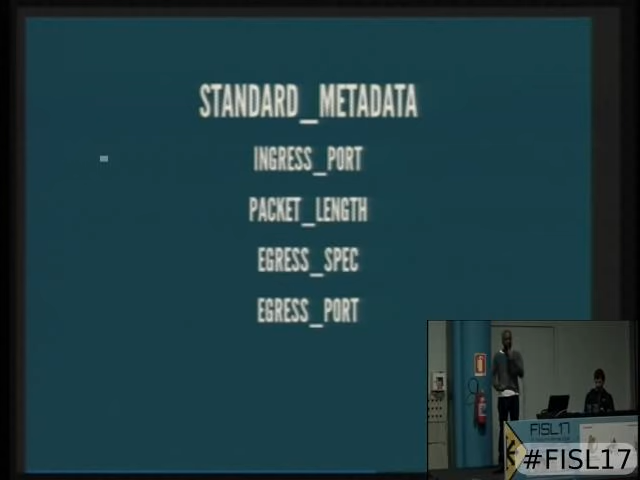 STANDARD_METADATA
INGRESS_PORT
PACKET_LENGTH
EGRESS_SPEC
EGRESS_PORT
FISL17
#FISL17